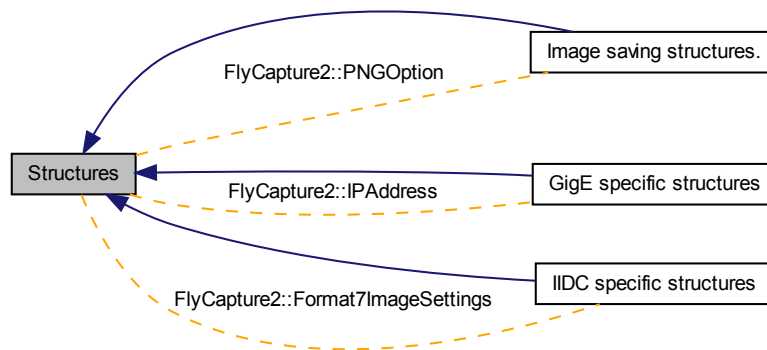 Image saving structures.
FlyCapture2::PNGOption
Structures
GigE specific structures
FlyCapture2::IPAddress
IIDC specific structures
FlyCapture2::Format7ImageSettings